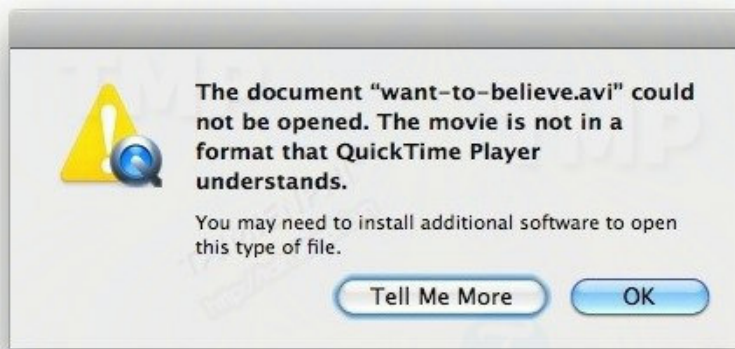 The document “want-to-believe.avi” could
not be opened. The movie is not in a
format that QuickTime Player
understands.
You may need to install additional software to open
this type of file.
Tell Me More
OK
TMP